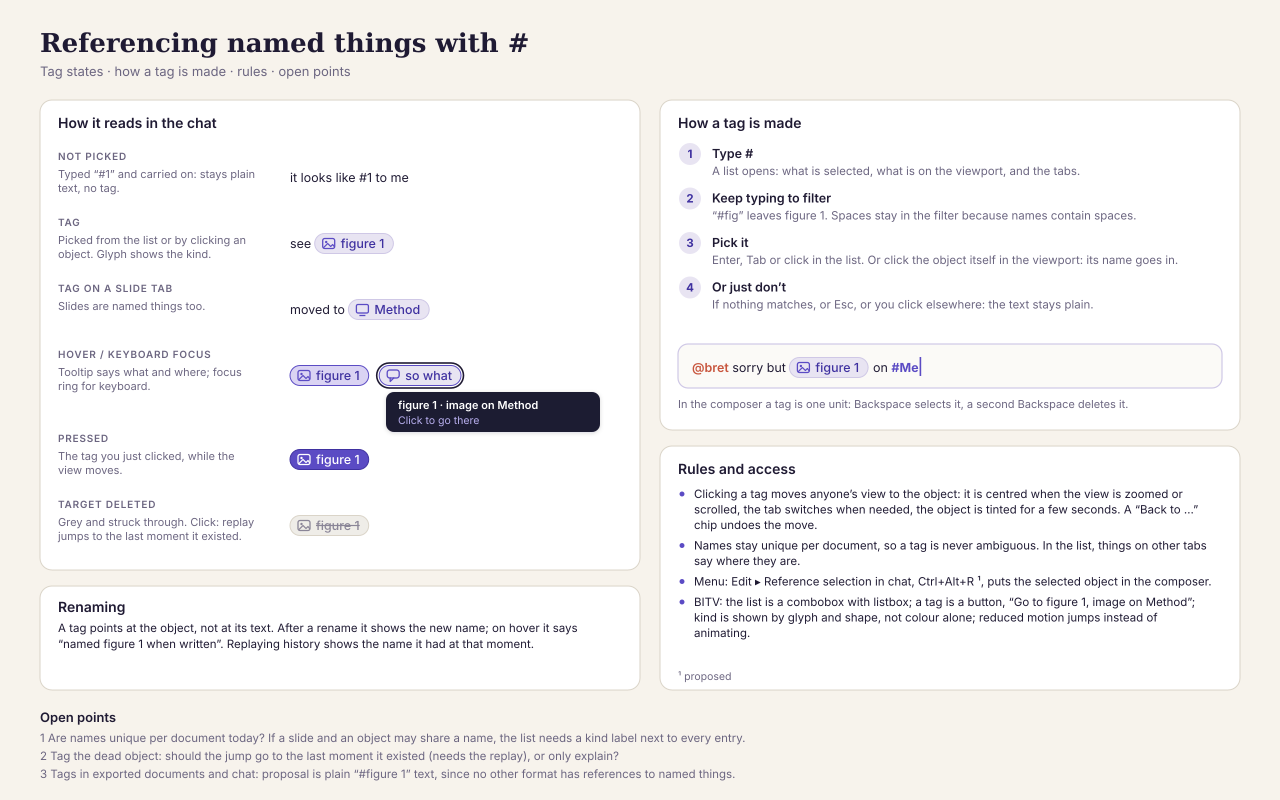 Referencing named things with #
Tag states · how a tag is made · rules · open points
How it reads in the chat
NOT PICKED
Typed “#1” and carried on: stays plain
text, no tag.
it looks like #1 to me
TAG
Picked from the list or by clicking an
object. Glyph shows the kind.
see figure 1
TAG ON A SLIDE TAB
Slides are named things too.
moved to Method
HOVER / KEYBOARD FOCUS
Tooltip says what and where; focus
ring for keyboard.
figure 1 so what
figure 1 · image on Method
Click to go there
PRESSED
The tag you just clicked, while the
view moves.
figure 1
TARGET DELETED
Grey and struck through. Click: replay
jumps to the last moment it existed.
figure 1
Renaming
A tag points at the object, not at its text. After a rename it shows the new name; on hover it says
“named figure 1 when written”. Replaying history shows the name it had at that moment.
How a tag is made
1 Type #
A list opens: what is selected, what is on the viewport, and the tabs.
2 Keep typing to filter
“#fig” leaves figure 1. Spaces stay in the filter because names contain spaces.
3 Pick it
Enter, Tab or click in the list. Or click the object itself in the viewport: its name goes in.
4 Or just don’t
If nothing matches, or Esc, or you click elsewhere: the text stays plain.
@bret sorry but figure 1 on #Me
In the composer a tag is one unit: Backspace selects it, a second Backspace deletes it.
Rules and access
• Clicking a tag moves anyone’s view to the object: it is centred when the view is zoomed or
scrolled, the tab switches when needed, the object is tinted for a few seconds. A “Back to …”
chip undoes the move.
• Names stay unique per document, so a tag is never ambiguous. In the list, things on other tabs
say where they are.
• Menu: Edit ▸ Reference selection in chat, Ctrl+Alt+R ¹, puts the selected object in the composer.
• BITV: the list is a combobox with listbox; a tag is a button, “Go to figure 1, image on Method”;
kind is shown by glyph and shape, not colour alone; reduced motion jumps instead of
animating.
¹ proposed
Open points
1 Are names unique per document today? If a slide and an object may share a name, the list needs a kind label next to every entry.
2 Tag the dead object: should the jump go to the last moment it existed (needs the replay), or only explain?
3 Tags in exported documents and chat: proposal is plain “#figure 1” text, since no other format has references to named things.